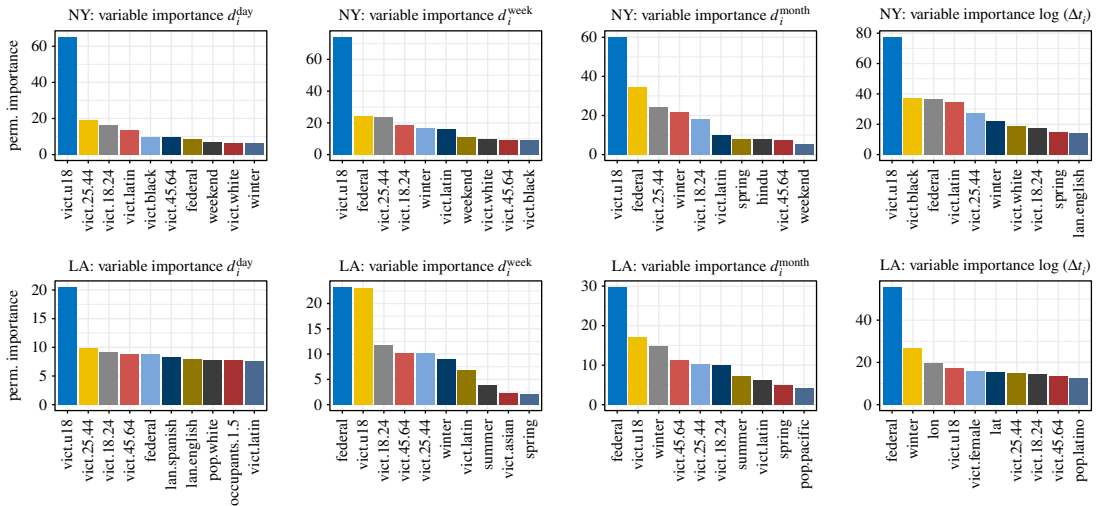 NY: variable importance d_i^day
perm. importance
60
40
20
0
vict.u18
vict.25.44
vict.18.24
vict.latin
vict.black
vict.45.64
federal
weekend
vict.white
winter
NY: variable importance d_i^week
60
40
20
0
vict.u18
federal
vict.25.44
vict.18.24
winter
vict.latin
weekend
vict.white
vict.45.64
vict.black
NY: variable importance d_i^month
60
40
20
0
vict.u18
federal
vict.25.44
winter
vict.18.24
vict.latin
spring
hindu
vict.45.64
weekend
NY: variable importance log (Δt_i)
80
60
40
20
0
vict.u18
vict.black
federal
vict.latin
vict.25.44
winter
vict.white
vict.18.24
spring
lan.english
LA: variable importance d_i^day
perm. importance
20
15
10
5
0
vict.u18
vict.25.44
vict.18.24
vict.45.64
federal
lan.spanish
lan.english
pop.white
occupants.1.5
vict.latin
LA: variable importance d_i^week
20
15
10
5
0
federal
vict.u18
vict.18.24
vict.45.64
vict.25.44
winter
vict.latin
summer
vict.asian
spring
LA: variable importance d_i^month
30
20
10
0
federal
vict.u18
winter
vict.45.64
vict.25.44
vict.18.24
summer
vict.latin
spring
pop.pacific
LA: variable importance log (Δt_i)
40
20
0
federal
winter
lon
vict.u18
vict.female
lat
vict.25.44
vict.18.24
vict.45.64
pop.latino